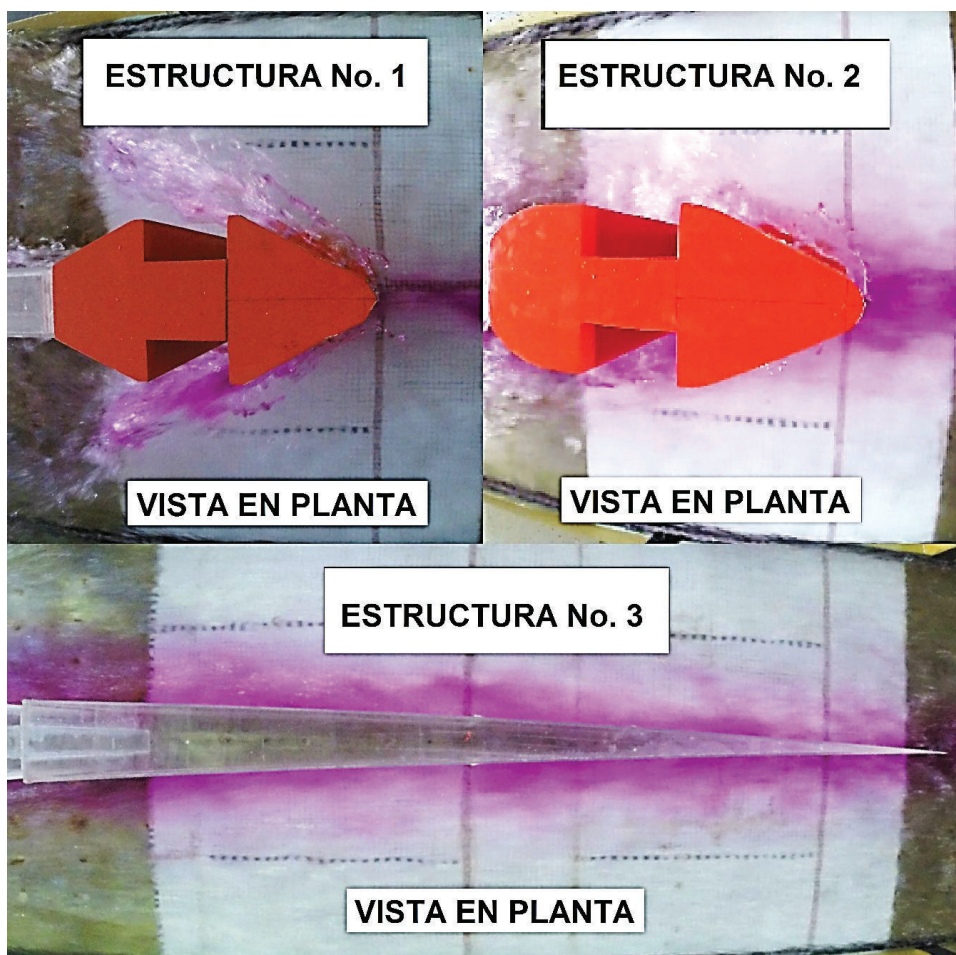 ESTRUCTURA No. 1
ESTRUCTURA No. 2
VISTA EN PLANTA
VISTA EN PLANTA
ESTRUCTURA No. 3
VISTA EN PLANTA